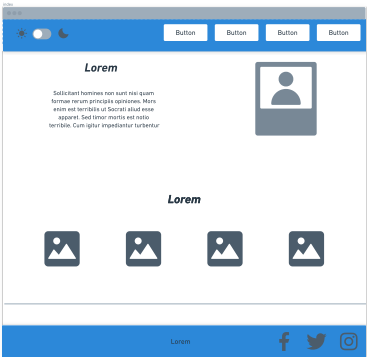 Button Button Button Button
Lorem
Sollicitant homines non sunt nisi quam
formae rerum principiis opiniones. Mors
enim est terribilis ut Socrati aliud esse
apparet. Sed timor mortis est notio
terribile. Cum igitur impediantur turbentur
Lorem
Lorem